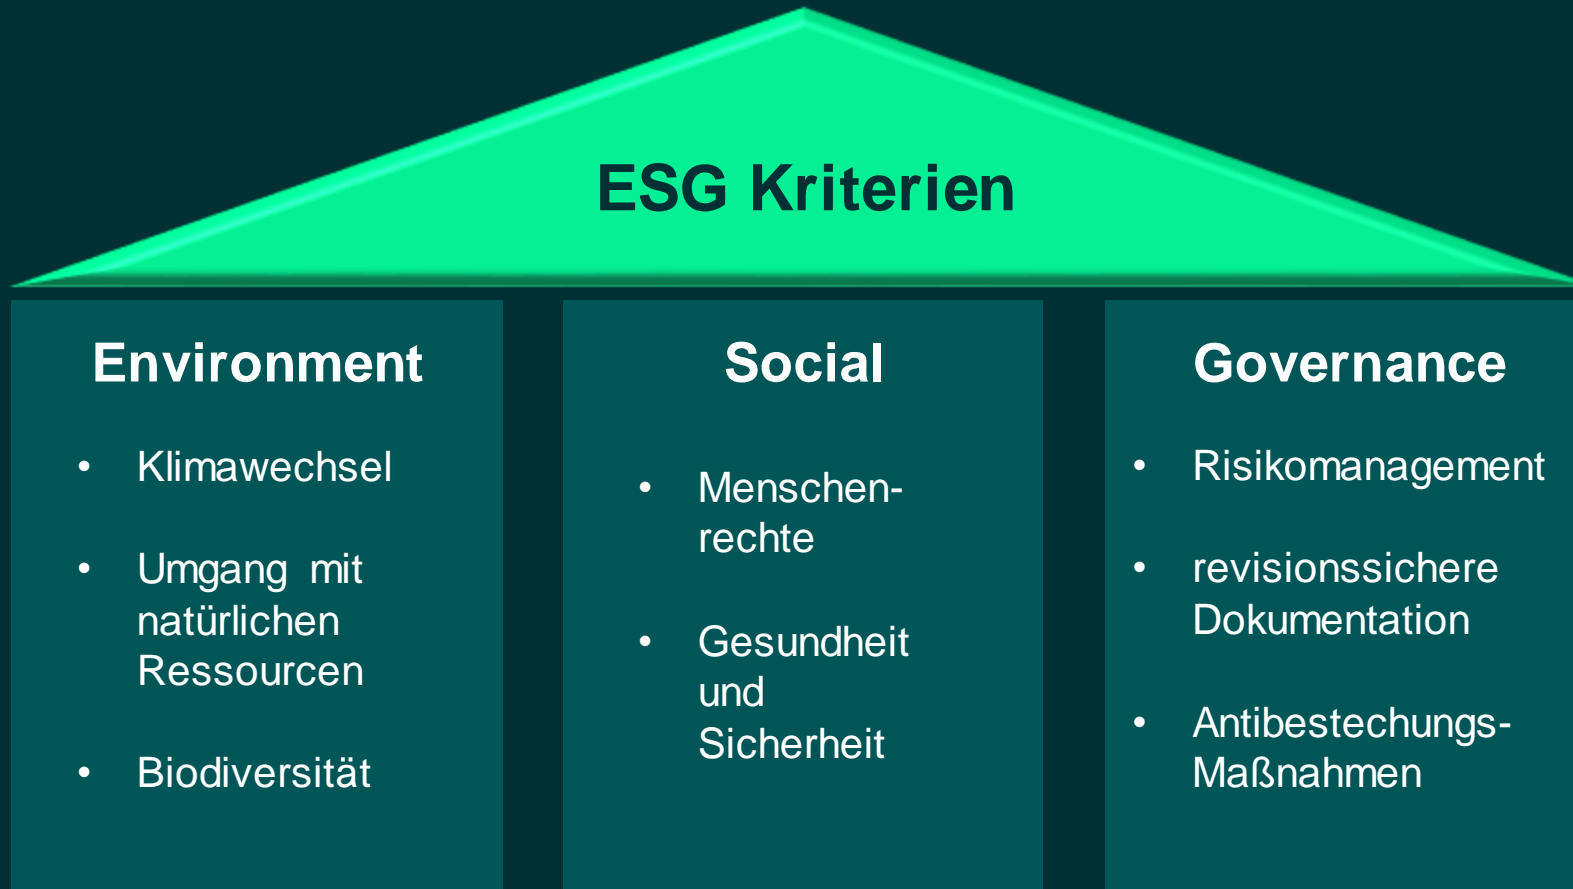 ESG Kriterien
Environment
• Klimawechsel
• Umgang mit
natürlichen
Ressourcen
• Biodiversität
Social
• Menschen-
rechte
• Gesundheit
und
Sicherheit
Governance
• Risikomanagement
• revisionssichere
Dokumentation
• Antibestechungs-
Maßnahmen